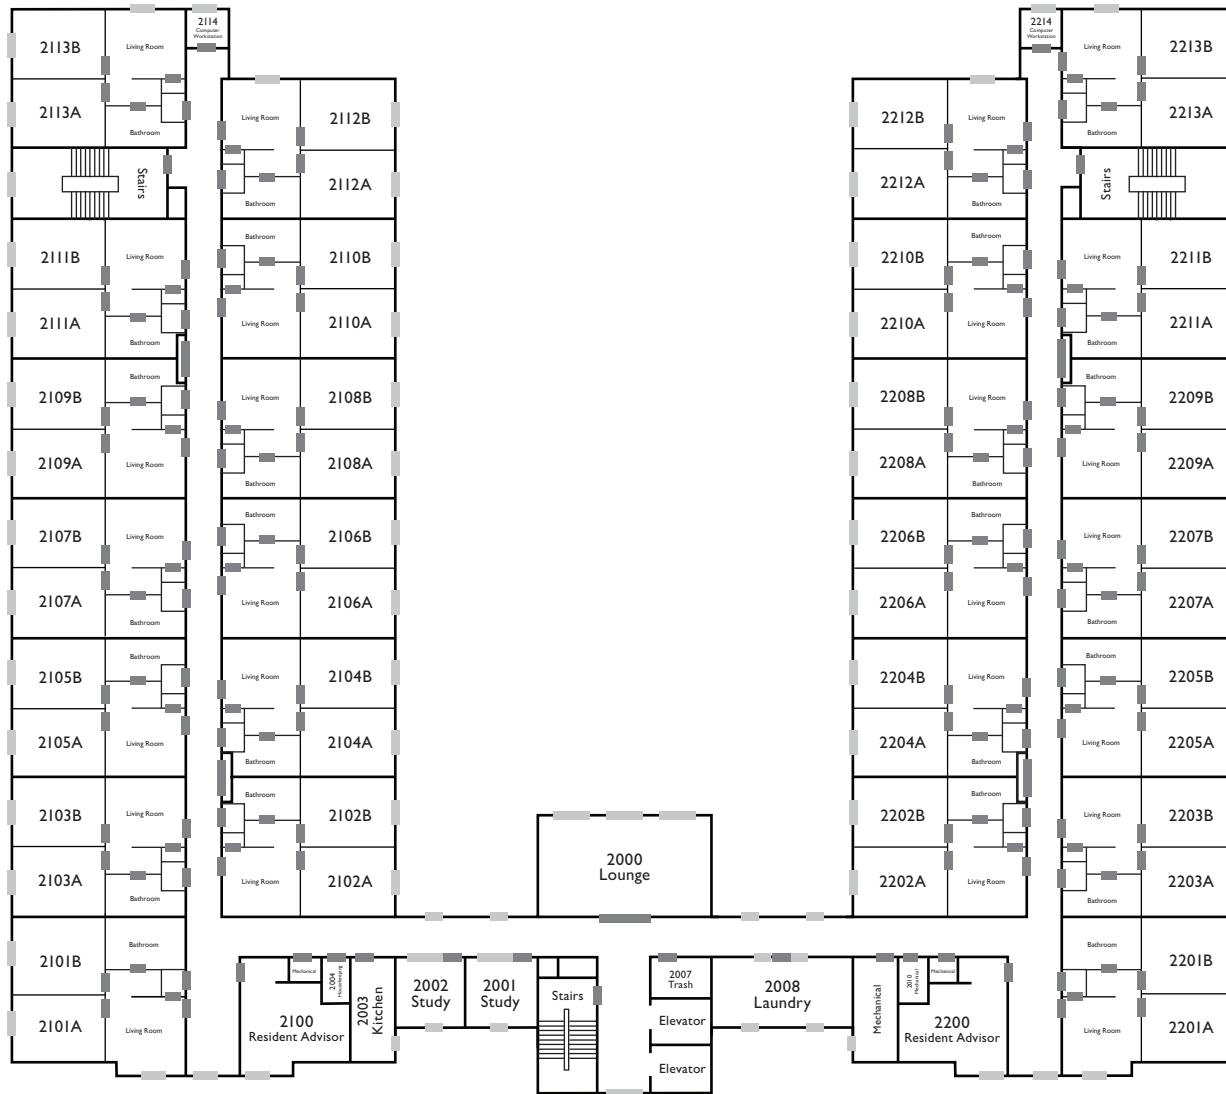 2114
Computer
Workstation
2214
Computer
Workstation
2113B
Living Room
2113A
Bathroom
Living Room
2213B
2213A
Bathroom
Living Room
2112B
2112A
Bathroom
2212B
Living Room
2212A
Bathroom
Stairs
Stairs
2111B
Living Room
2111A
Bathroom
Bathroom
2110B
2110A
Living Room
Bathroom
2210B
2210A
Living Room
Living Room
2211B
2211A
Bathroom
Bathroom
2109B
2109A
Living Room
Living Room
2108B
2108A
Bathroom
2208B
Living Room
2208A
Bathroom
Bathroom
2209B
2209A
Living Room
2107B
Living Room
2107A
Bathroom
Bathroom
2106B
2106A
Living Room
Bathroom
2206B
2206A
Living Room
Living Room
2207B
2207A
Bathroom
Bathroom
2105B
2105A
Living Room
Living Room
2104B
2104A
Bathroom
2204B
Living Room
2204A
Bathroom
Bathroom
2205B
2205A
Living Room
2103B
Living Room
2103A
Bathroom
Bathroom
2102B
2102A
Living Room
2000
Lounge
Bathroom
2202B
2202A
Living Room
Living Room
2203B
2203A
Bathroom
Bathroom
2101B
2101A
Living Room
Mechanical
2004
Housekeeping
2100
Resident Advisor
2003
Kitchen
2002
Study
2001
Study
Stairs
2007
Trash
Elevator
Elevator
2008
Laundry
Mechanical
2010
Mechanical
Mechanical
2200
Resident Advisor
Bathroom
2201B
2201A
Living Room